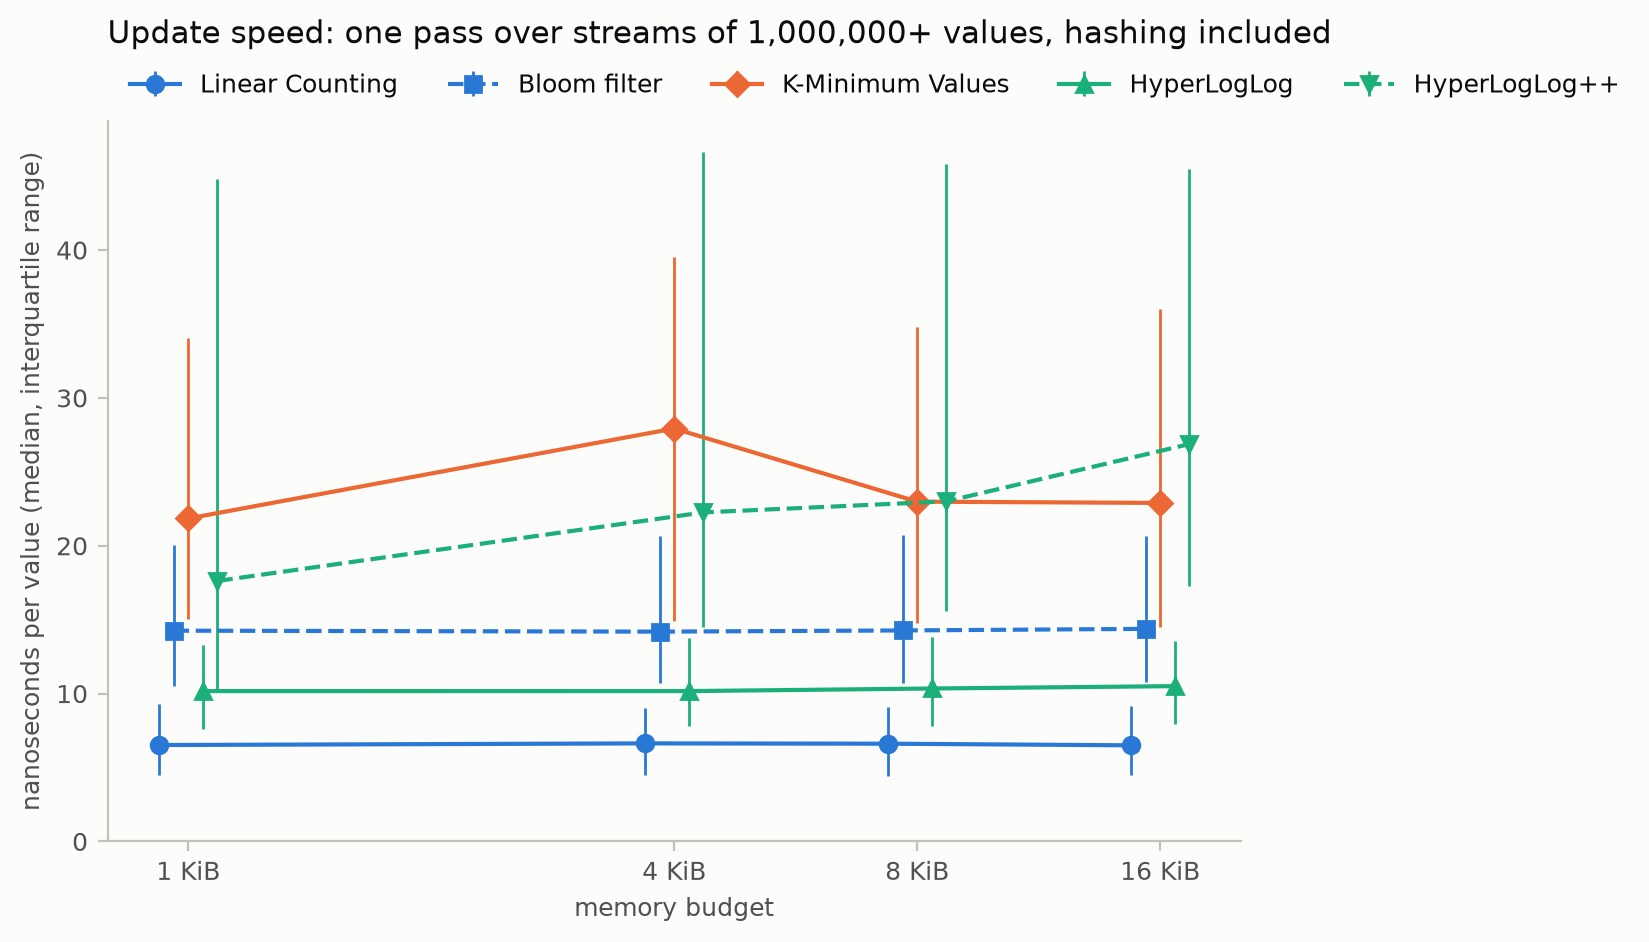 Update speed: one pass over streams of 1,000,000+ values, hashing included
Linear Counting
Bloom filter
K-Minimum Values
HyperLogLog
HyperLogLog++
nanoseconds per value (median, interquartile range)
40
30
20
10
0
1 KiB
4 KiB
8 KiB
16 KiB
memory budget